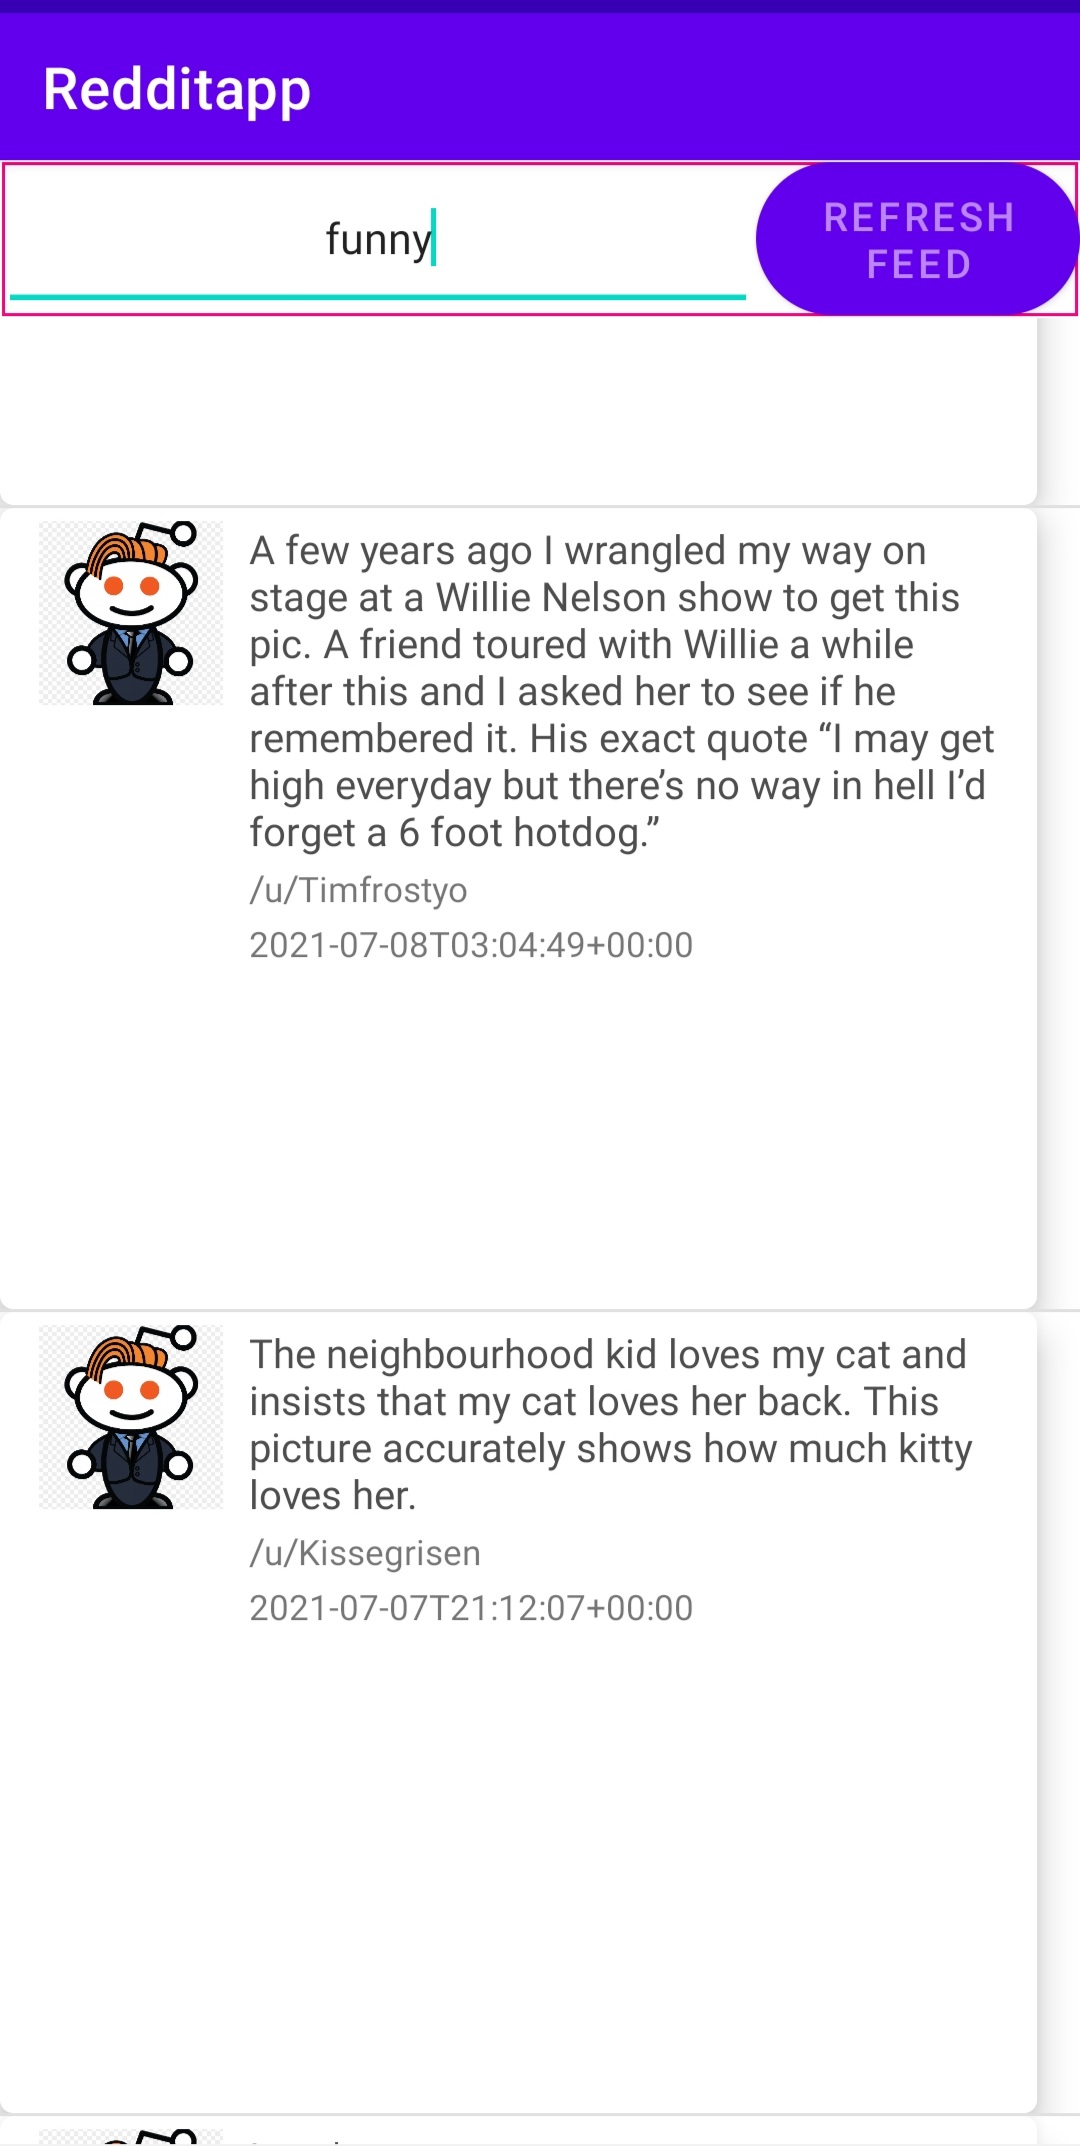 Redditapp
funny
REFRESH
FEED
A few years ago I wrangled my way on
stage at a Willie Nelson show to get this
pic. A friend toured with Willie a while
after this and I asked her to see if he
remembered it. His exact quote “I may get
high everyday but there’s no way in hell I’d
forget a 6 foot hotdog.”
/u/Timfrostyo
2021-07-08T03:04:49+00:00
The neighbourhood kid loves my cat and
insists that my cat loves her back. This
picture accurately shows how much kitty
loves her.
/u/Kissegrisen
2021-07-07T21:12:07+00:00